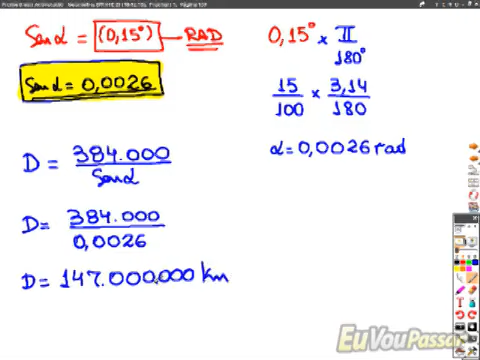 Sen α = (0,15°) → RAD
Sen α = 0,0026
D = 384.000 / Sen α
D = 384.000 / 0,0026
D = 147.000.000 km
0,15° × π / 180°
15 / 100 × 3,14 / 180
α = 0,0026 rad
EuVouPassar